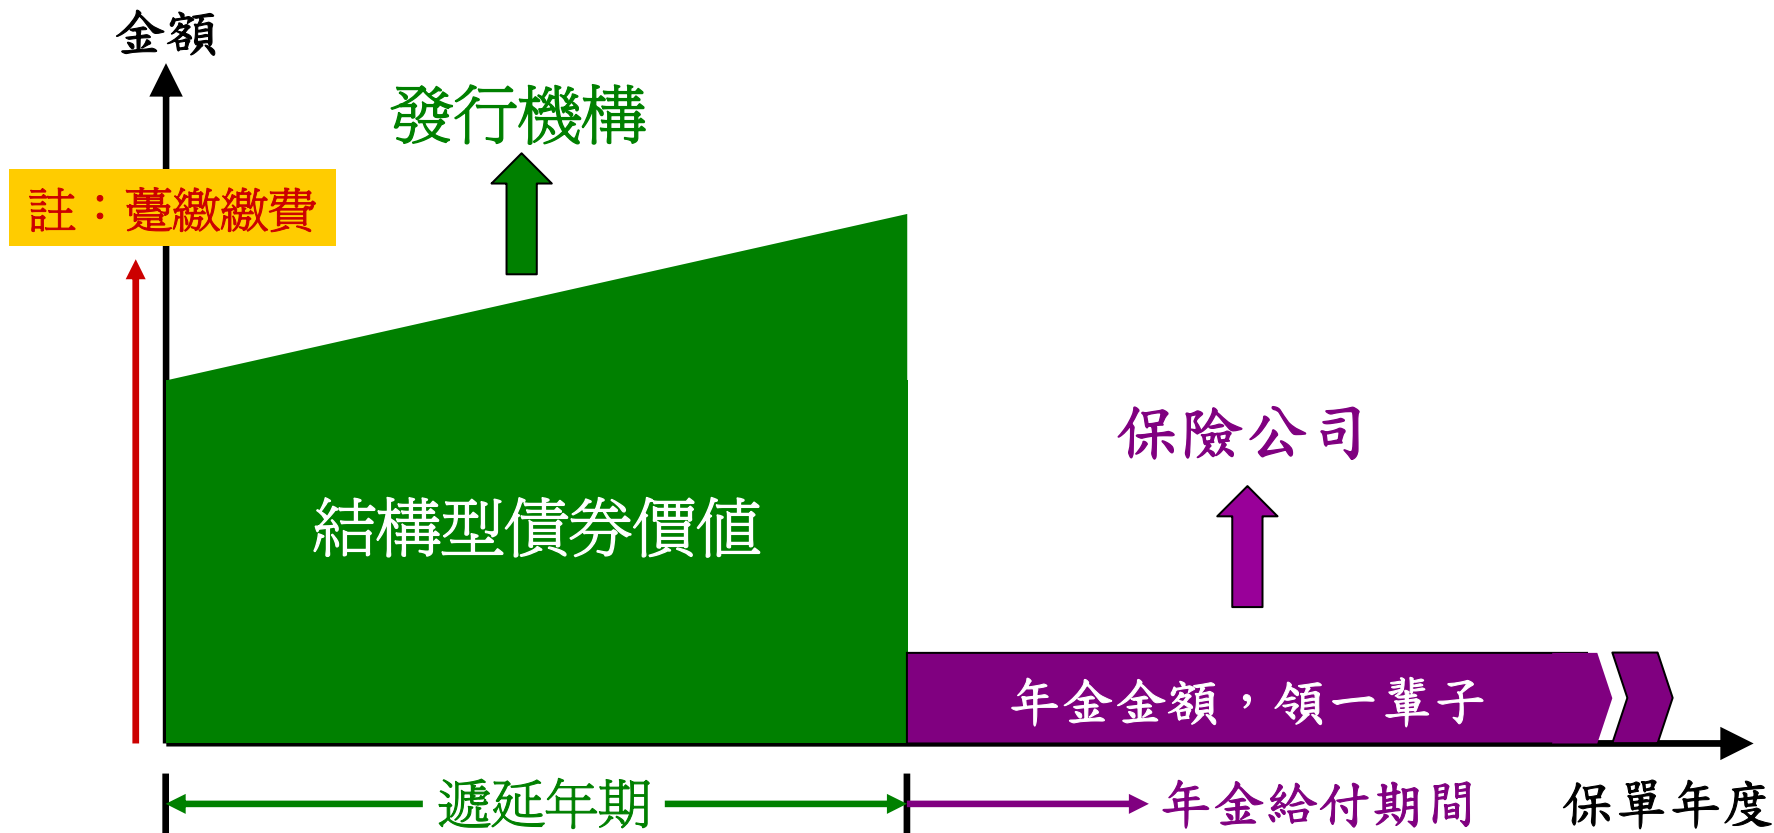 金額
發行機構
註：躉繳繳費
保險公司
結構型債券價值
年金金額，領一輩子
遞延年期
年金給付期間
保單年度